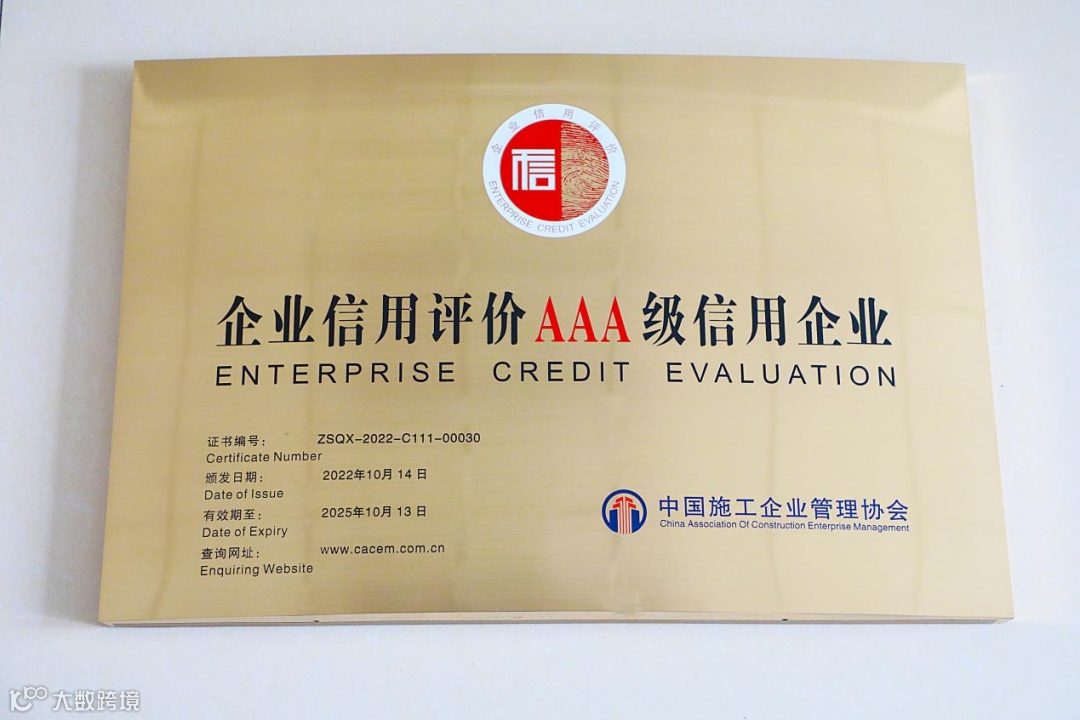 企业信用评价
信
ENTERPRISE CREDIT EVALUATION
企业信用评价AAA级信用企业
ENTERPRISE CREDIT EVALUATION
证书编号： ZSQX-2022-C111-00030
Certificate Number
颁发日期： 2022年10月14日
Date of Issue
有效期至： 2025年10月13日
Date of Expiry
查询网址： www.cacem.com.cn
Enquiring Website
中国施工企业管理协会
China Association Of Construction Enterprise Management
大数跨境